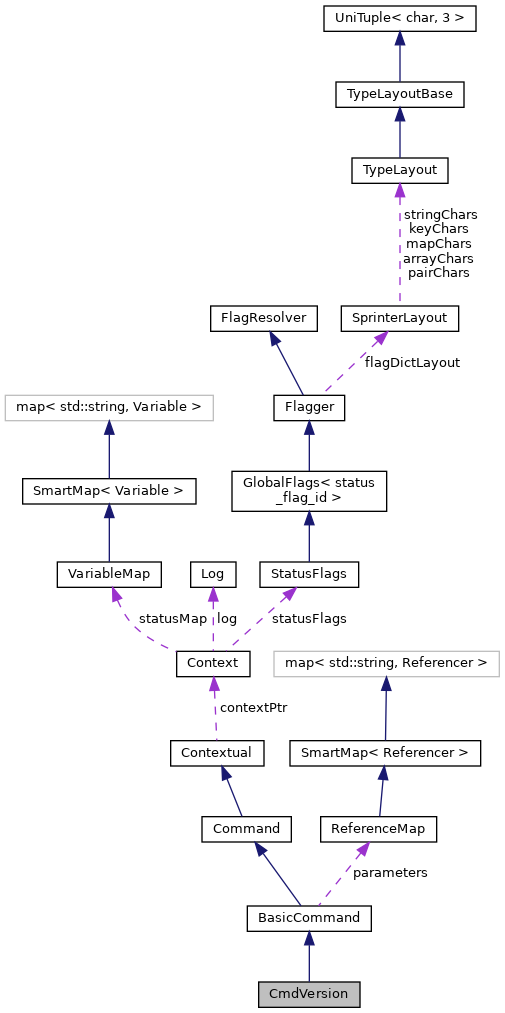 UniTuple< char, 3 >
TypeLayoutBase
TypeLayout
stringChars
keyChars
mapChars
arrayChars
pairChars
FlagResolver
SprinterLayout
flagDictLayout
map< std::string, Variable >
Flagger
SmartMap< Variable >
GlobalFlags< status
_flag_id >
VariableMap
Log
StatusFlags
statusMap
log
statusFlags
Context
map< std::string, Referencer >
contextPtr
Contextual
SmartMap< Referencer >
Command
ReferenceMap
parameters
BasicCommand
CmdVersion